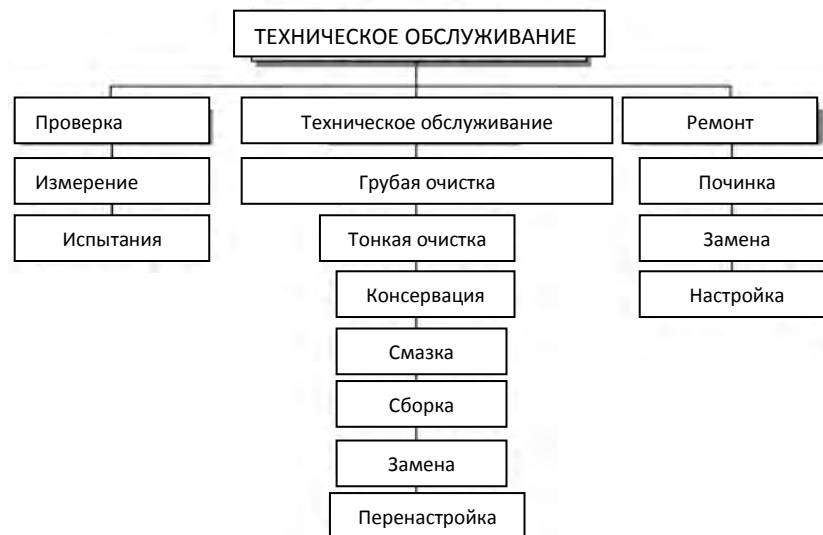 ТЕХНИЧЕСКОЕ ОБСЛУЖИВАНИЕ
Проверка
Техническое обслуживание
Ремонт
Измерение
Грубая очистка
Починка
Испытания
Тонкая очистка
Замена
Консервация
Настройка
Смазка
Сборка
Замена
Перенастройка